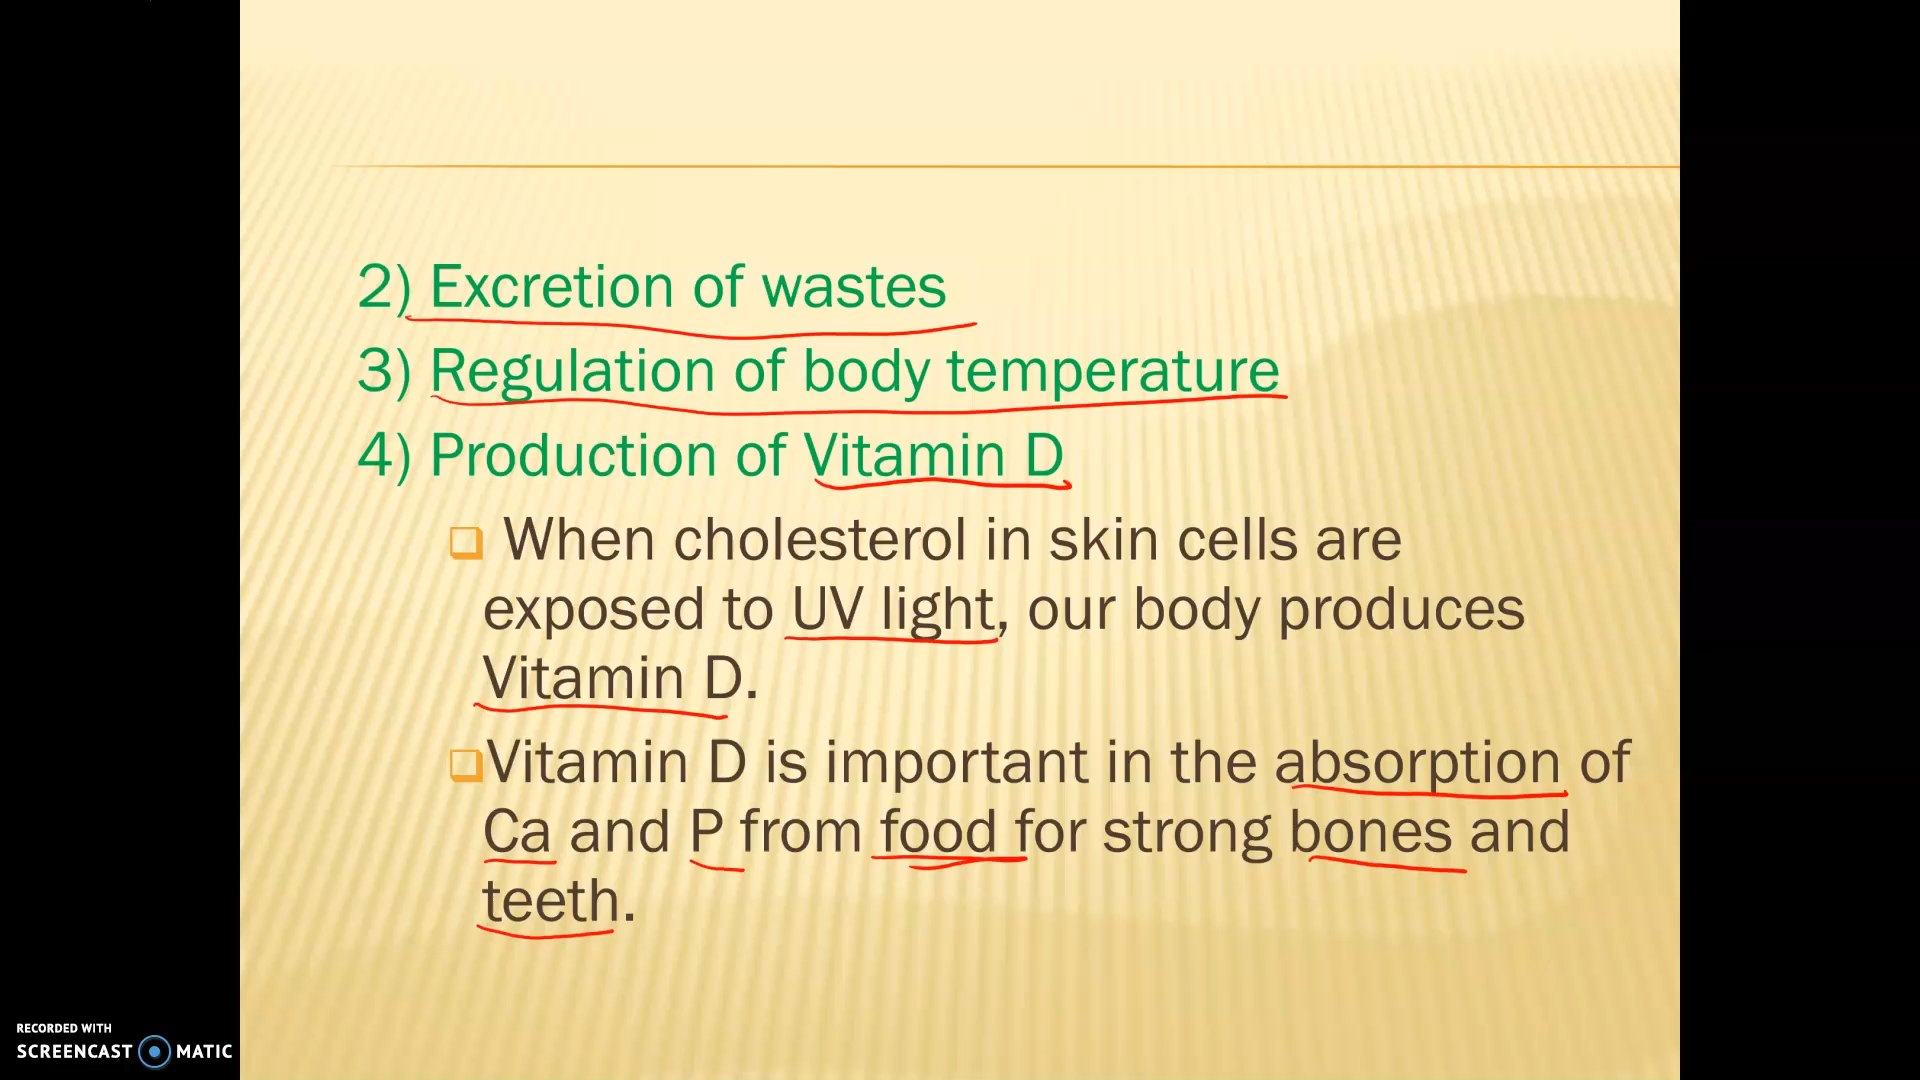 2) Excretion of wastes
3) Regulation of body temperature
4) Production of Vitamin D
When cholesterol in skin cells are
exposed to UV light, our body produces
Vitamin D.
Vitamin D is important in the absorption of
Ca and P from food for strong bones and
teeth.
RECORDED WITH
SCREENCAST MATIC